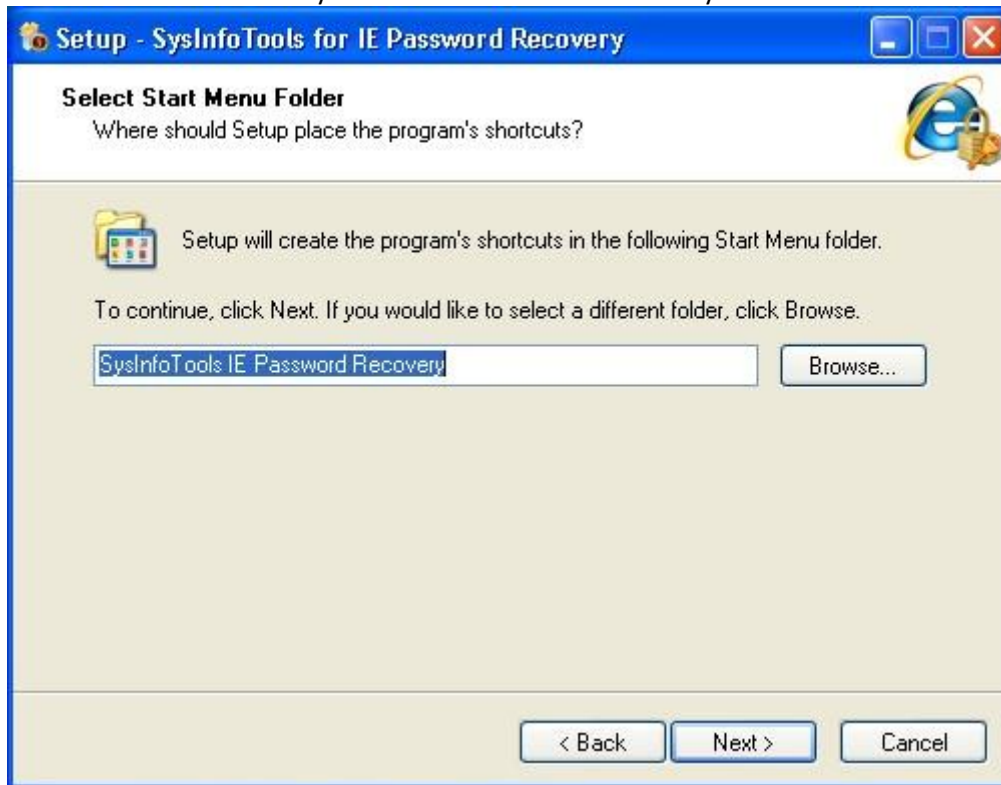 Setup - SysInfoTools for IE Password Recovery
Select Start Menu Folder
Where should Setup place the program's shortcuts?
Setup will create the program's shortcuts in the following Start Menu folder.
To continue, click Next. If you would like to select a different folder, click Browse.
SysInfoTools IE Password Recovery
Browse...
< Back
Next >
Cancel